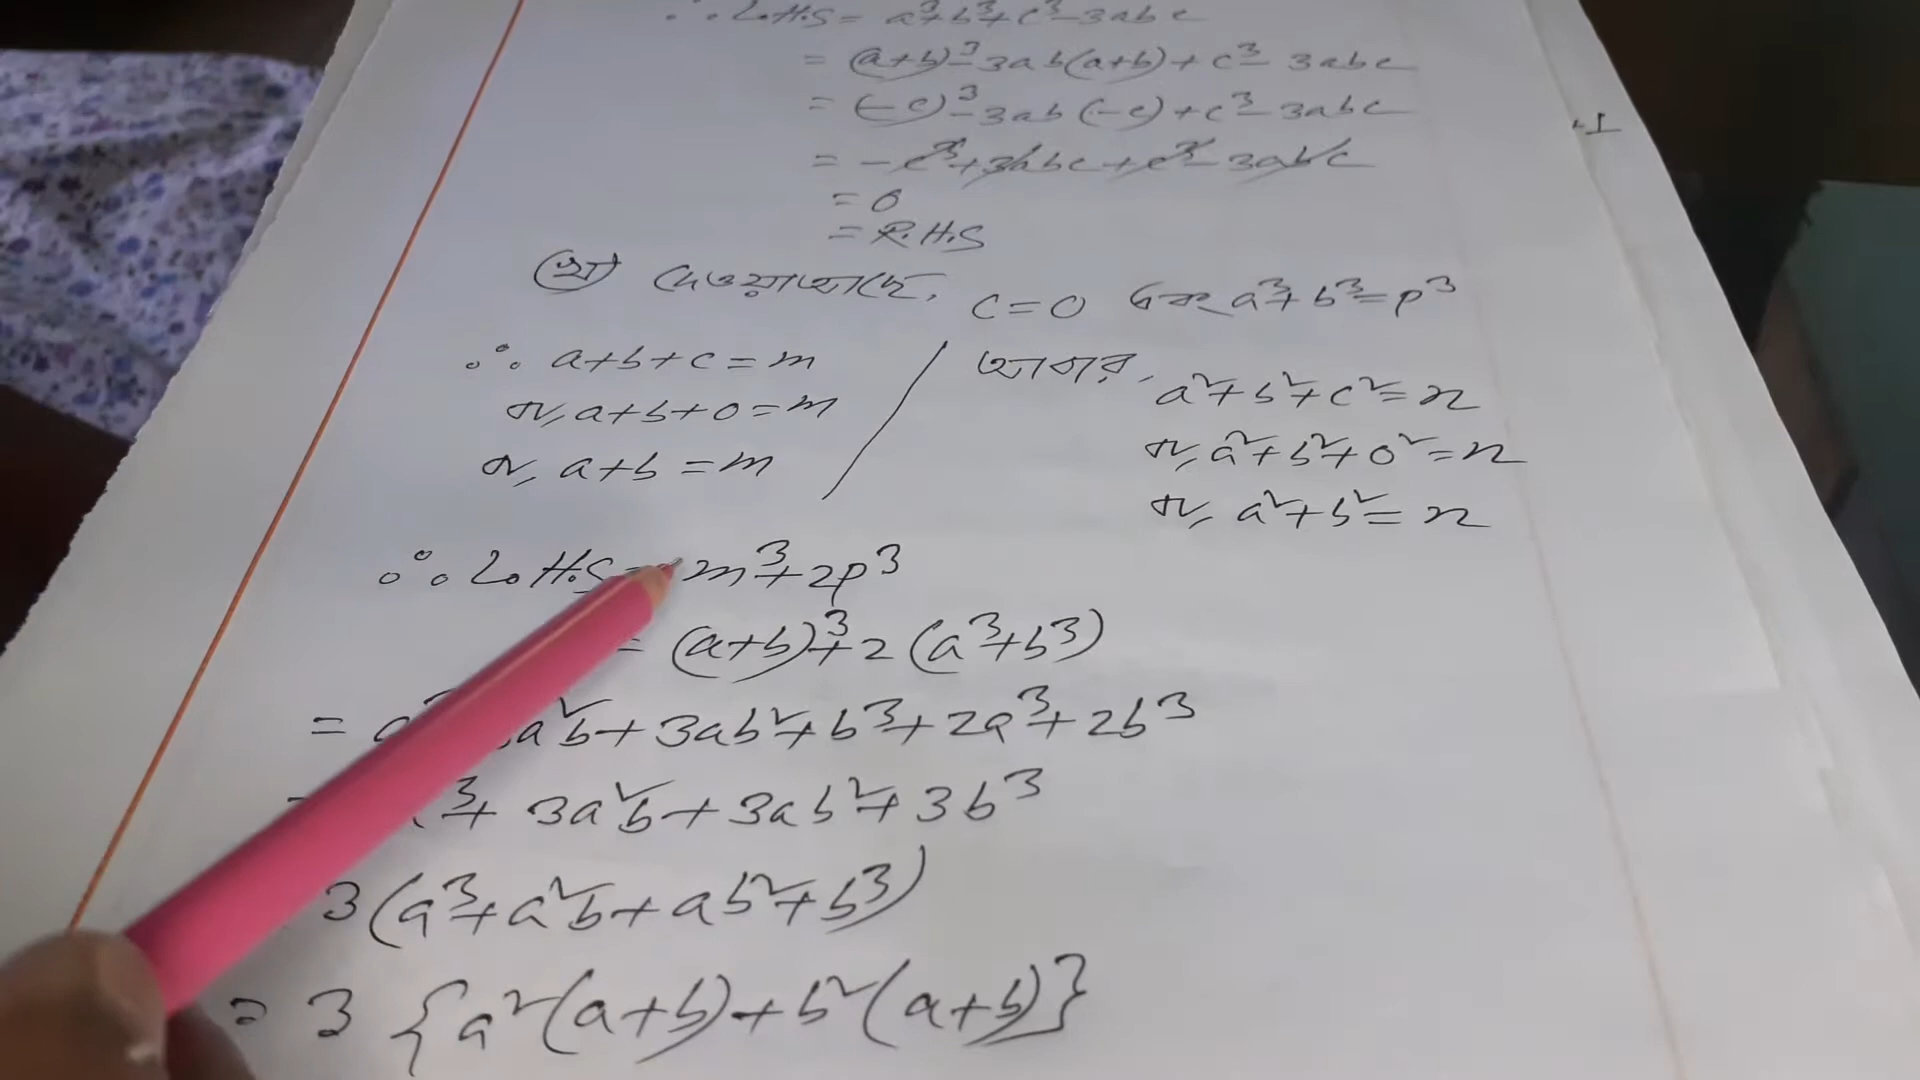 ∴ L.H.S = a³+b³+c³-3abc
= (a+b)³-3ab(a+b)+c³-3abc
= (-c)³-3ab(-c)+c³-3abc
= -c³+3abc+c³-3abc
= 0
= R.H.S
দেওয়া আছে, c=0 এবং a³+b³=p³
∴ a+b+c=m
বা, a+b+0=m
বা, a+b=m
আবার, a²+b²+c²=n
বা, a²+b²+0²=n
বা, a²+b²=n
∴ L.H.S = m³+2p³
= (a+b)³+2(a³+b³)
= a²b+3ab²+b³+2a³+2b³
³+3a²b+3ab²+3b³
3(a³+a²b+ab²+b³)
= 3{a²(a+b)+b²(a+b)}